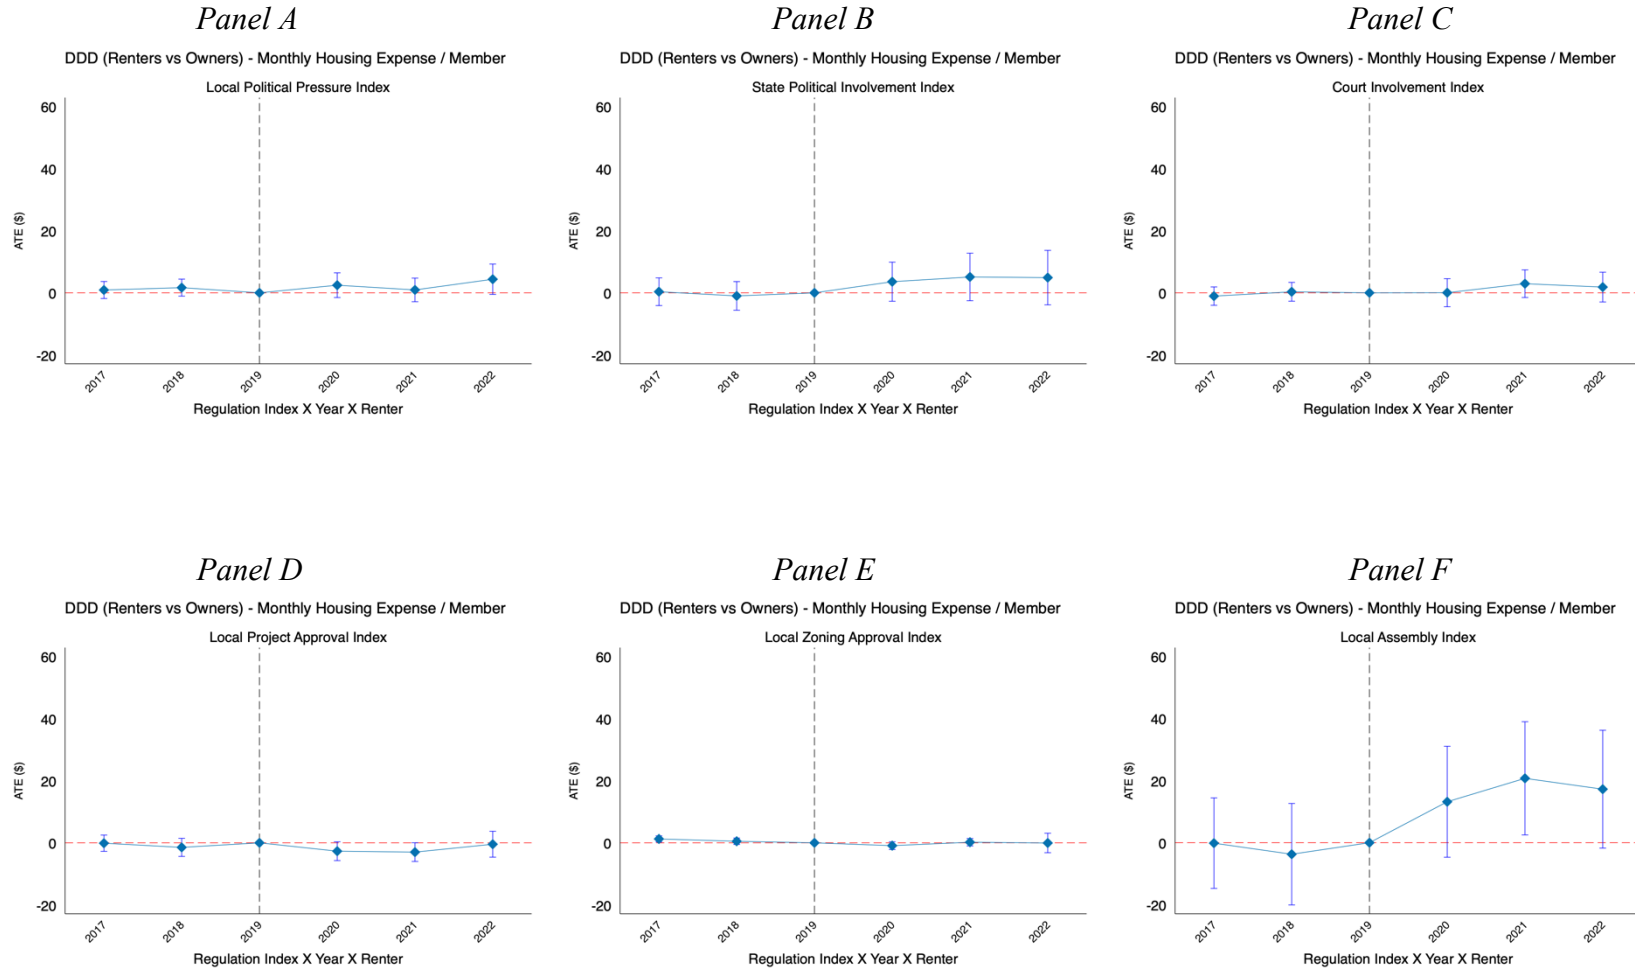 Panel A
DDD (Renters vs Owners) - Monthly Housing Expense / Member
Local Political Pressure Index
60
40
20
0
-20
ATE ($)
2017
2018
2019
2020
2021
2022
Regulation Index X Year X Renter
Panel B
DDD (Renters vs Owners) - Monthly Housing Expense / Member
State Political Involvement Index
60
40
20
0
-20
ATE ($)
2017
2018
2019
2020
2021
2022
Regulation Index X Year X Renter
Panel C
DDD (Renters vs Owners) - Monthly Housing Expense / Member
Court Involvement Index
60
40
20
0
-20
ATE ($)
2017
2018
2019
2020
2021
2022
Regulation Index X Year X Renter
Panel D
DDD (Renters vs Owners) - Monthly Housing Expense / Member
Local Project Approval Index
60
40
20
0
-20
ATE ($)
2017
2018
2019
2020
2021
2022
Regulation Index X Year X Renter
Panel E
DDD (Renters vs Owners) - Monthly Housing Expense / Member
Local Zoning Approval Index
60
40
20
0
-20
ATE ($)
2017
2018
2019
2020
2021
2022
Regulation Index X Year X Renter
Panel F
DDD (Renters vs Owners) - Monthly Housing Expense / Member
Local Assembly Index
60
40
20
0
-20
ATE ($)
2017
2018
2019
2020
2021
2022
Regulation Index X Year X Renter